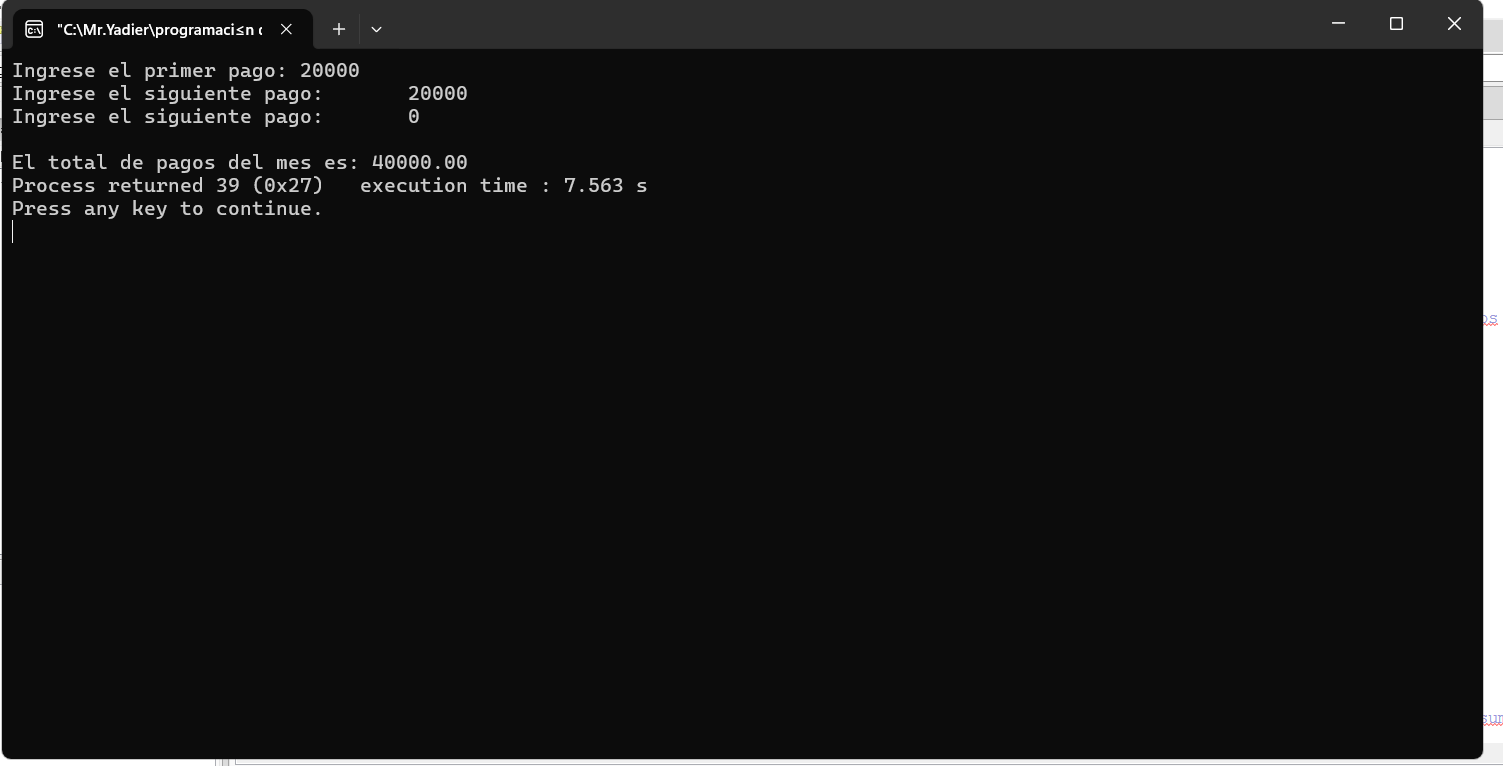 "C:\Mr.Yadier\programaci≤n c
Ingrese el primer pago: 20000
Ingrese el siguiente pago:       20000
Ingrese el siguiente pago:       0
El total de pagos del mes es: 40000.00
Process returned 39 (0x27)   execution time : 7.563 s
Press any key to continue.
os
sum